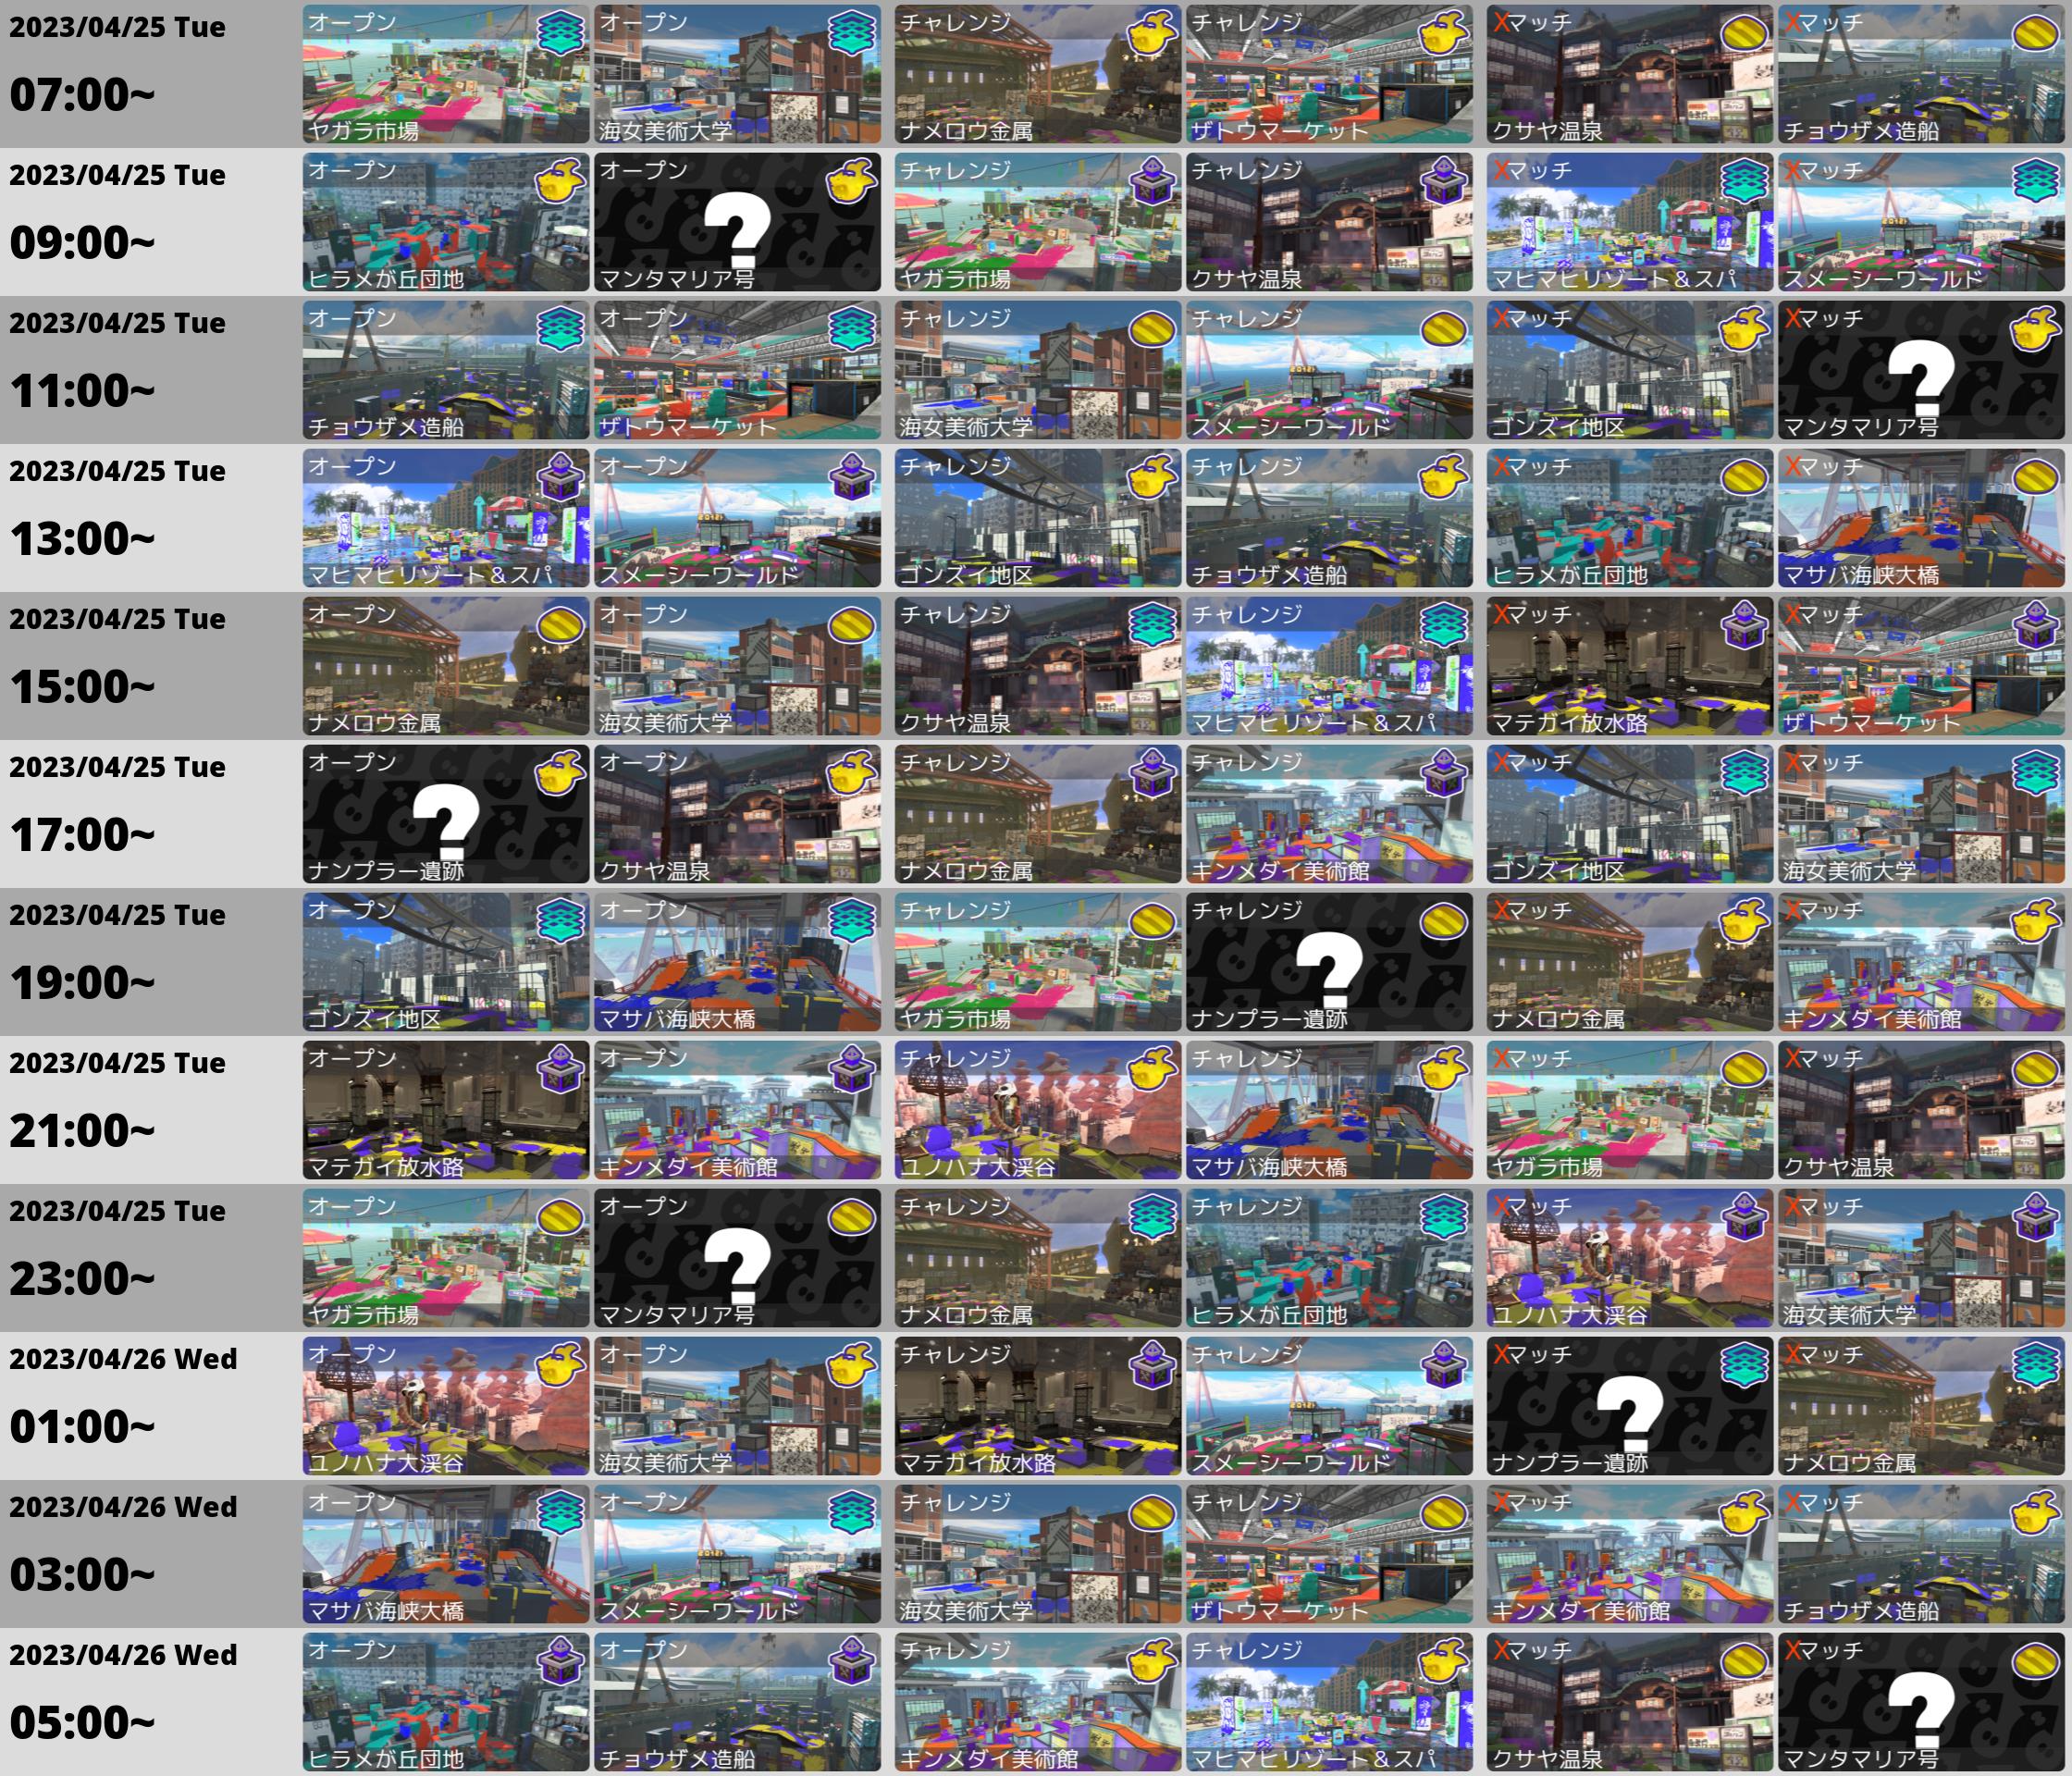 2023/04/25 Tue
07:00~
オープン
ヤガラ市場
オープン
海女美術大学
チャレンジ
ナメロウ金属
チャレンジ
ザトウマーケット
Xマッチ
クサヤ温泉
Xマッチ
チョウザメ造船
2023/04/25 Tue
09:00~
オープン
ヒラメが丘団地
オープン
マンタマリア号
チャレンジ
ヤガラ市場
チャレンジ
クサヤ温泉
Xマッチ
マヒマヒリゾート&スパ
Xマッチ
スメーシーワールド
2023/04/25 Tue
11:00~
オープン
チョウザメ造船
オープン
ザトウマーケット
チャレンジ
海女美術大学
チャレンジ
スメーシーワールド
Xマッチ
ゴンズイ地区
Xマッチ
マンタマリア号
2023/04/25 Tue
13:00~
オープン
マヒマヒリゾート&スパ
オープン
スメーシーワールド
チャレンジ
ゴンズイ地区
チャレンジ
チョウザメ造船
Xマッチ
ヒラメが丘団地
Xマッチ
マサバ海峡大橋
2023/04/25 Tue
15:00~
オープン
ナメロウ金属
オープン
海女美術大学
チャレンジ
クサヤ温泉
チャレンジ
マヒマヒリゾート&スパ
Xマッチ
マテガイ放水路
Xマッチ
ザトウマーケット
2023/04/25 Tue
17:00~
オープン
ナンプラー遺跡
オープン
クサヤ温泉
チャレンジ
ナメロウ金属
チャレンジ
キンメダイ美術館
Xマッチ
ゴンズイ地区
Xマッチ
海女美術大学
2023/04/25 Tue
19:00~
オープン
ゴンズイ地区
オープン
マサバ海峡大橋
チャレンジ
ヤガラ市場
チャレンジ
ナンプラー遺跡
Xマッチ
ナメロウ金属
Xマッチ
キンメダイ美術館
2023/04/25 Tue
21:00~
オープン
マテガイ放水路
オープン
キンメダイ美術館
チャレンジ
ユノハナ大渓谷
チャレンジ
マサバ海峡大橋
Xマッチ
ヤガラ市場
Xマッチ
クサヤ温泉
2023/04/25 Tue
23:00~
オープン
ヤガラ市場
オープン
マンタマリア号
チャレンジ
ナメロウ金属
チャレンジ
ヒラメが丘団地
Xマッチ
ユノハナ大渓谷
Xマッチ
海女美術大学
2023/04/26 Wed
01:00~
オープン
ユノハナ大渓谷
オープン
海女美術大学
チャレンジ
マテガイ放水路
チャレンジ
スメーシーワールド
Xマッチ
ナンプラー遺跡
Xマッチ
ナメロウ金属
2023/04/26 Wed
03:00~
オープン
マサバ海峡大橋
オープン
スメーシーワールド
チャレンジ
海女美術大学
チャレンジ
ザトウマーケット
Xマッチ
キンメダイ美術館
Xマッチ
チョウザメ造船
2023/04/26 Wed
05:00~
オープン
ヒラメが丘団地
オープン
チョウザメ造船
チャレンジ
キンメダイ美術館
チャレンジ
マヒマヒリゾート&スパ
Xマッチ
クサヤ温泉
Xマッチ
マンタマリア号